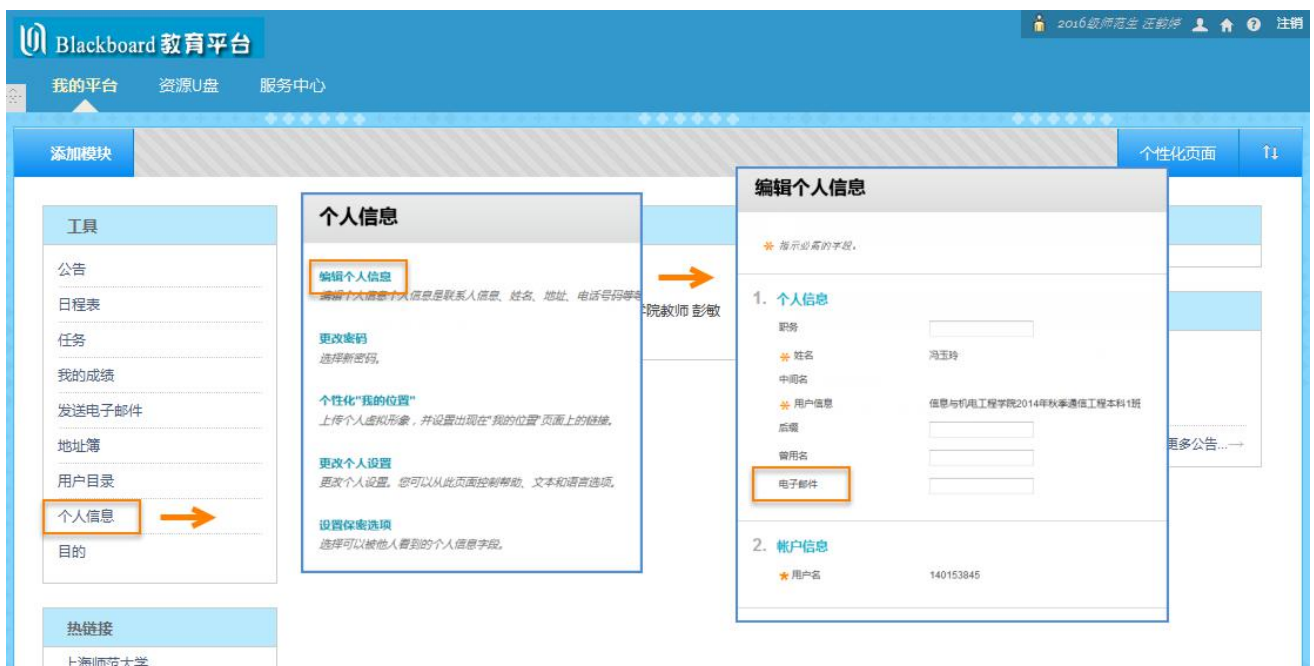 Blackboard 教育平台
2016级师范生 汪韵婷 注销
我的平台 资源U盘 服务中心
添加模块 个性化页面
工具
公告
日程表
任务
我的成绩
发送电子邮件
地址簿
用户目录
个人信息
目的
热链接
上海师范大学
个人信息
编辑个人信息
编辑个人信息个人信息是联系人信息、姓名、地址、电话号码等等
更改密码
选择新密码。
个性化"我的位置"
上传个人虚拟形象，并设置出现在"我的位置"页面上的链接。
更改个人设置
更改个人设置。您可以从此页面控制帮助、文本和语言选项。
设置保密选项
选择可以被他人看到的个人信息字段。
学院教师 彭敏
编辑个人信息
指示必需的字段。
1. 个人信息
职务
姓名 冯玉玲
中间名
用户信息 信息与机电工程学院2014年秋季通信工程本科1班
后缀
曾用名
电子邮件
2. 帐户信息
用户名 140153845
更多公告...→